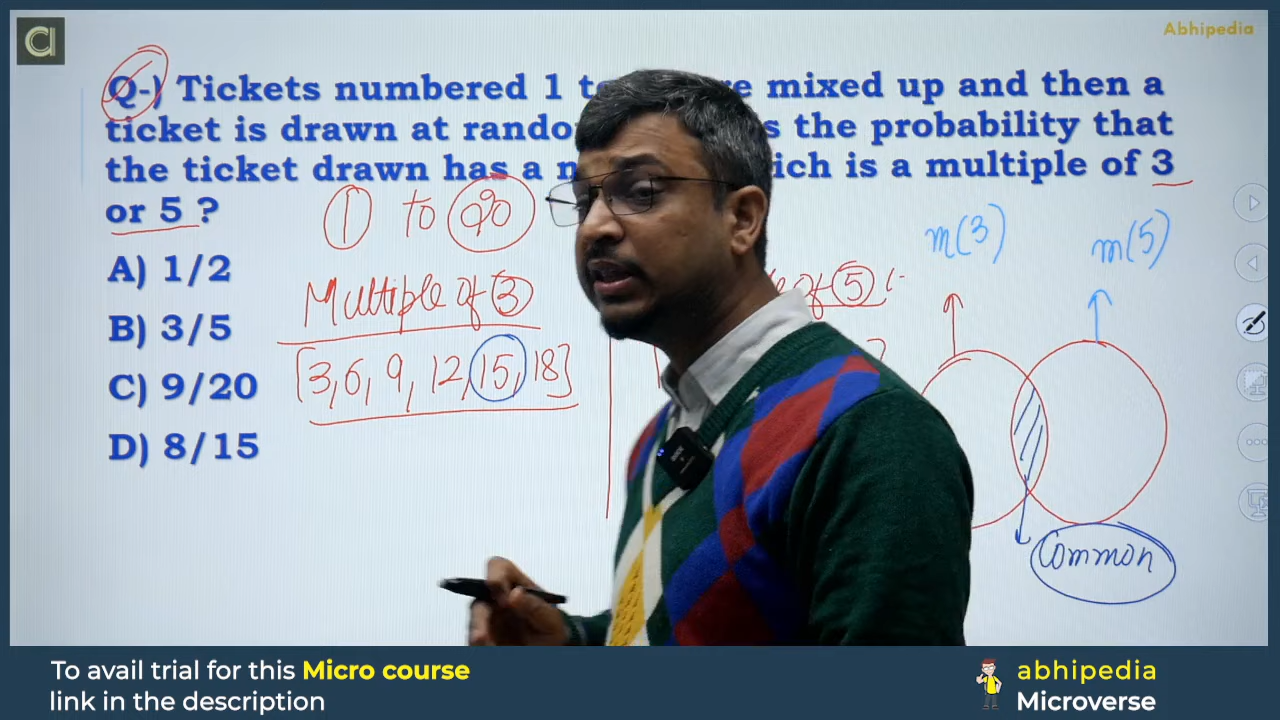 Abhipedia
Q-) Tickets numbered 1 mixed up and then a
ticket is drawn at the probability that
the ticket drawn has a is a multiple of 3
or 5 ?
1 to 20
m(3)
m(5)
A) 1/2
Multiple of 3
of 5
B) 3/5
[3, 6, 9, 12, 15, 18]
C) 9/20
D) 8/15
Common
To avail trial for this Micro course
link in the description
abhipedia
Microverse